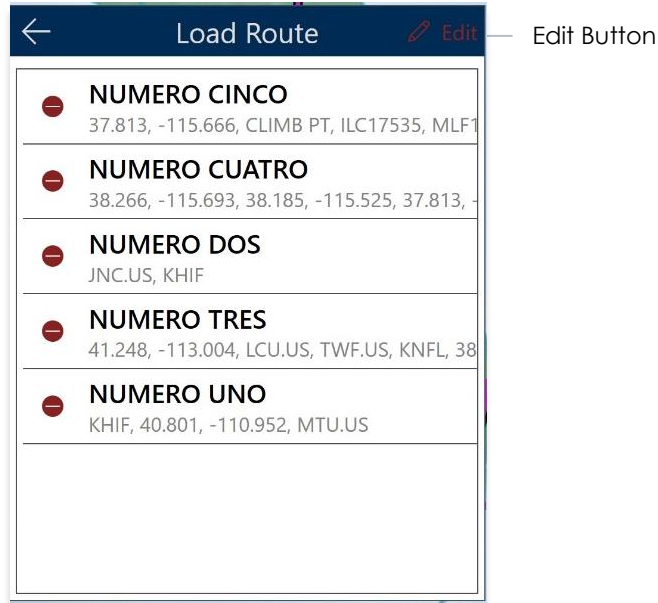 Load Route
Edit
Edit Button
NUMERO CINCO
37.813, -115.666, CLIMB PT, ILC17535, MLF1
NUMERO CUATRO
38.266, -115.693, 38.185, -115.525, 37.813, -
NUMERO DOS
JNC.US, KHIF
NUMERO TRES
41.248, -113.004, LCU.US, TWF.US, KNFL, 38
NUMERO UNO
KHIF, 40.801, -110.952, MTU.US